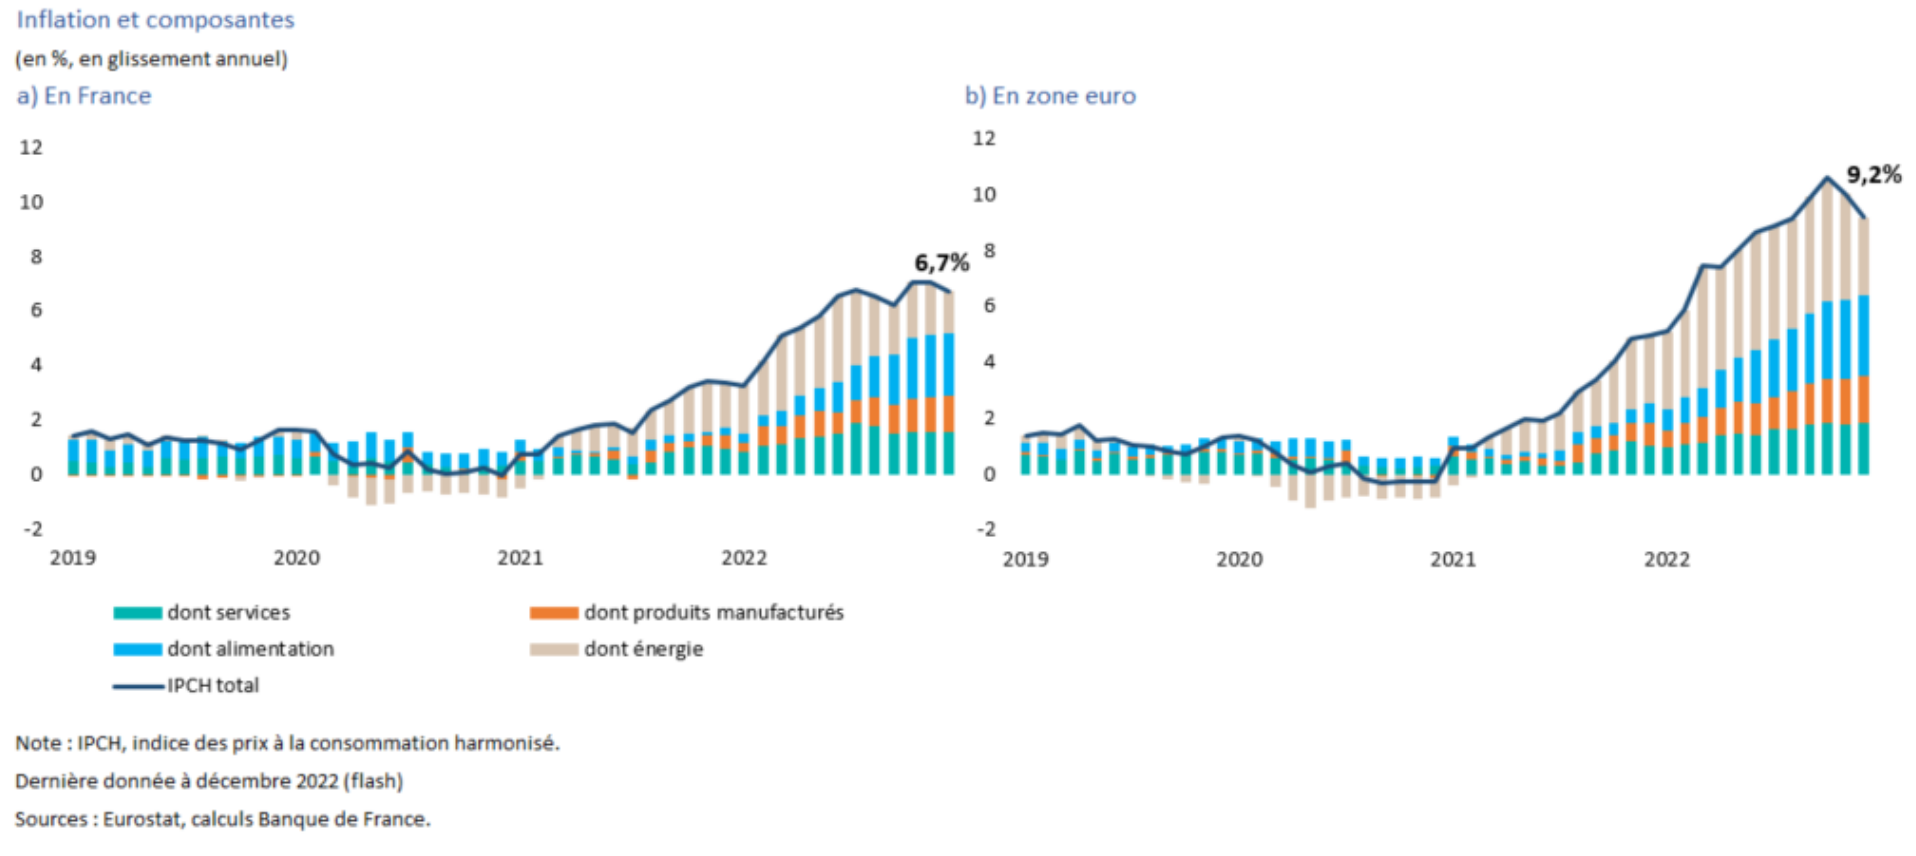 Inflation et composantes
(en %, en glissement annuel)
a) En France
b) En zone euro
12
10
8
6
4
2
0
-2
6,7%
2019 2020 2021 2022
12
10
8
6
4
2
0
-2
9,2%
2019 2020 2021 2022
dont services
dont produits manufacturés
dont alimentation
dont énergie
IPCH total
Note : IPCH, indice des prix à la consommation harmonisé.
Dernière donnée à décembre 2022 (flash)
Sources : Eurostat, calculs Banque de France.